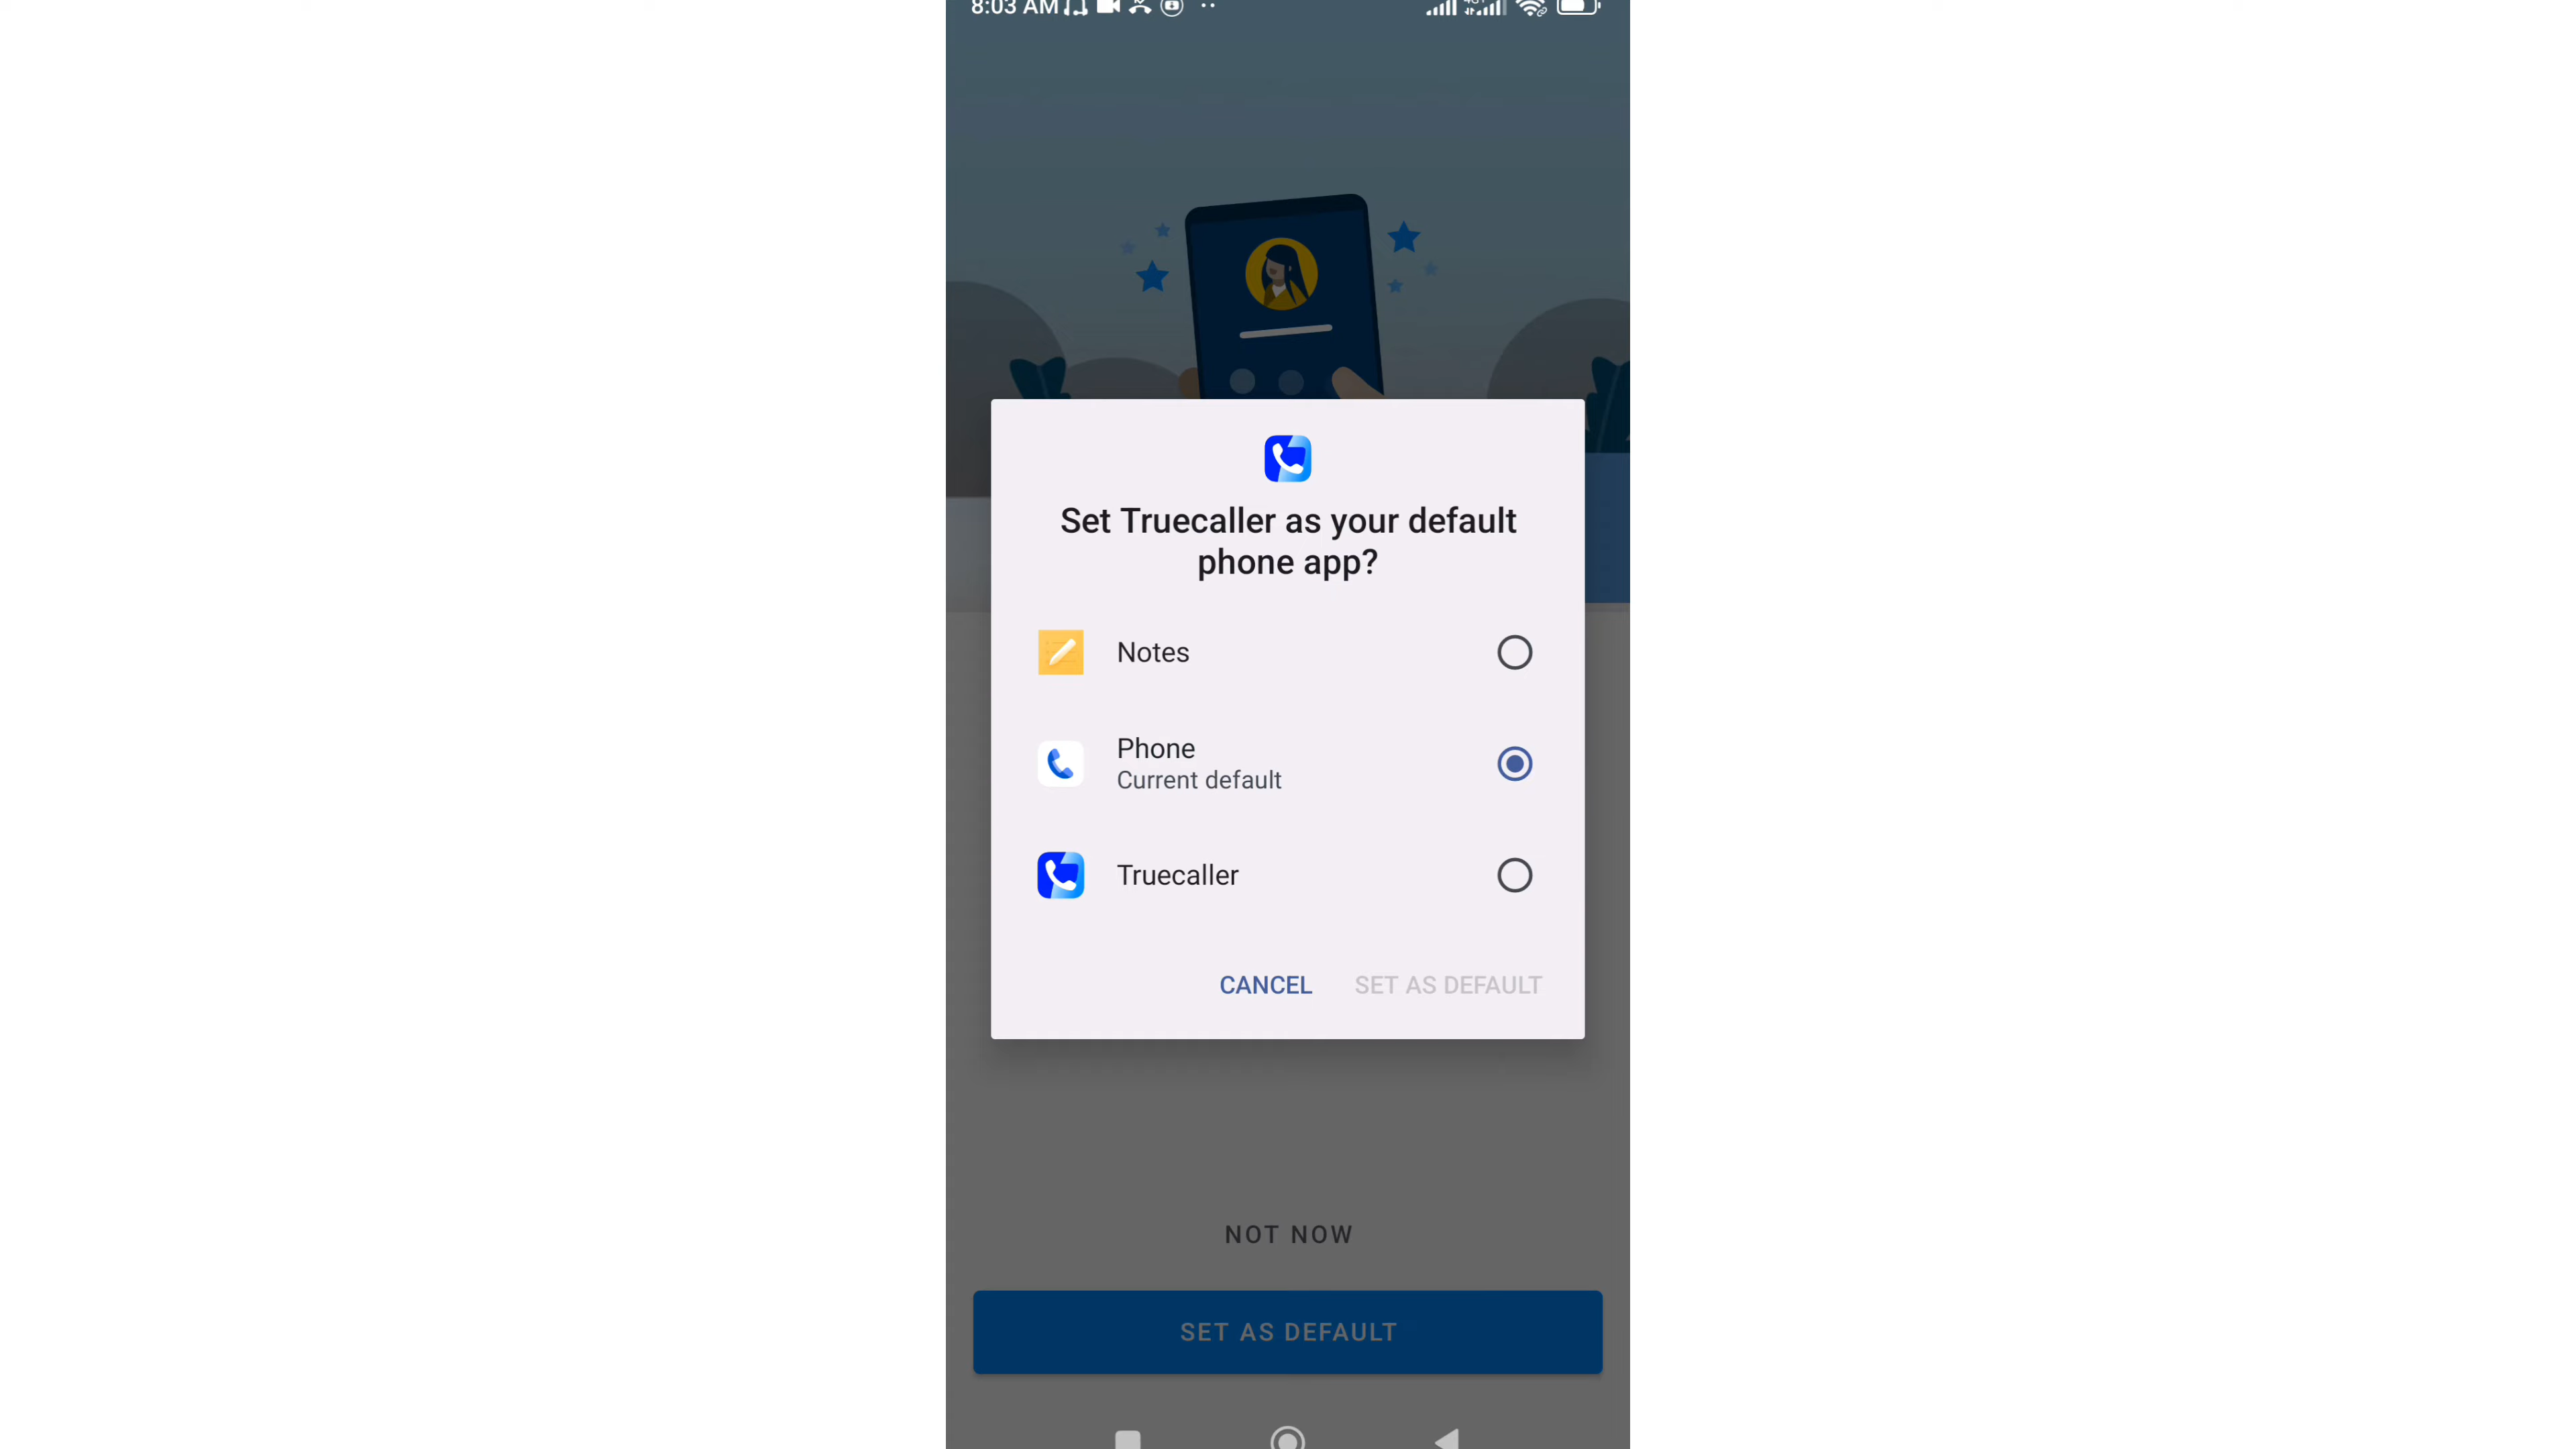 8:03 AM
Set Truecaller as your default
phone app?
Notes
Phone
Current default
Truecaller
CANCEL SET AS DEFAULT
NOT NOW
SET AS DEFAULT